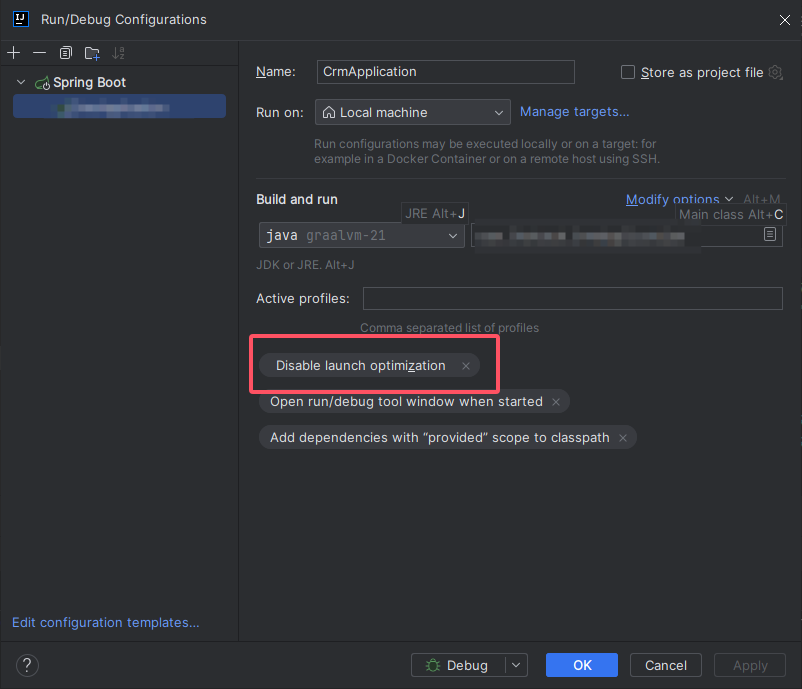 Run/Debug Configurations
Spring Boot
Name: CrmApplication Store as project file
Run on: Local machine Manage targets...
Run configurations may be executed locally or on a target: for
example in a Docker Container or on a remote host using SSH.
Build and run Modify options Alt+M
JRE Alt+J Main class Alt+C
java graalvm-21
JDK or JRE. Alt+J
Active profiles:
Comma separated list of profiles
Disable launch optimization
Open run/debug tool window when started
Add dependencies with “provided” scope to classpath
Edit configuration templates...
? Debug OK Cancel Apply